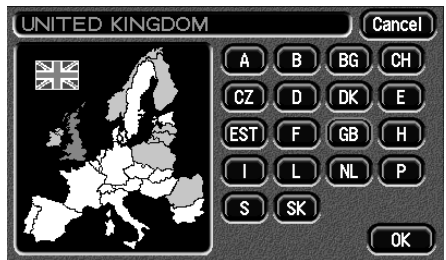 UNITED KINGDOM Cancel
A B BG CH
CZ D DK E
EST F GB H
I L NL P
S SK
OK